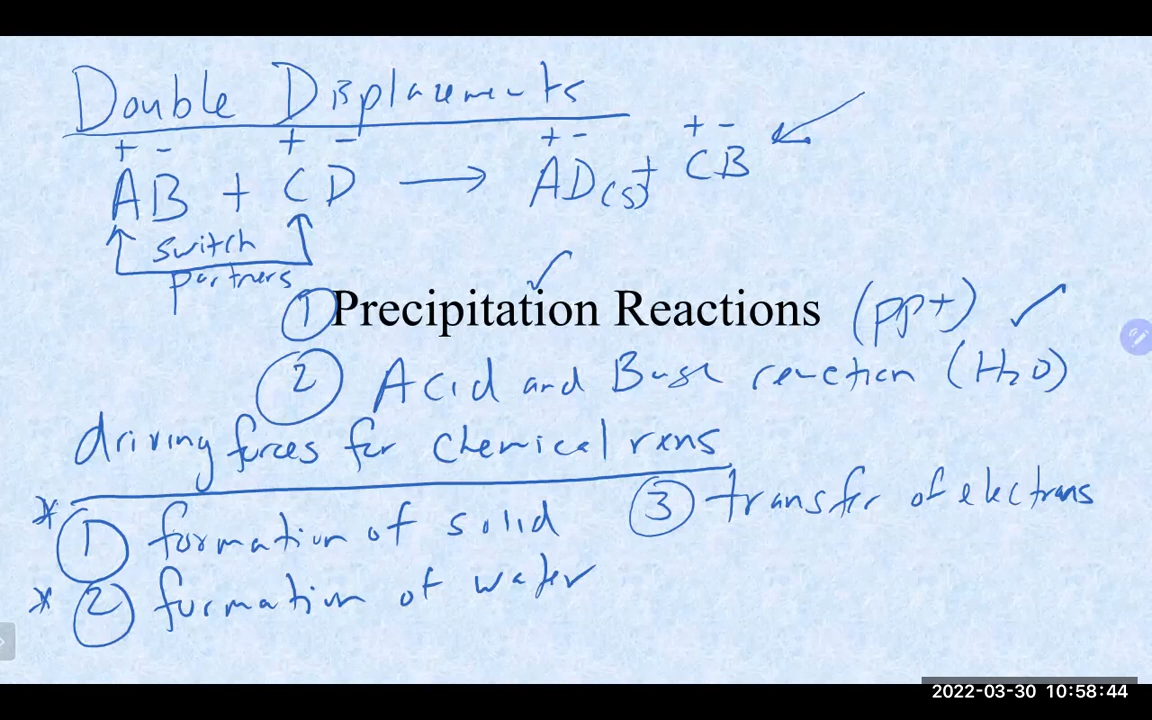 Double Displacements
+ - + - + - + -
AB + CD → AD(s) + CB
switch
partners
① Precipitation Reactions (ppt) ✓
② Acid and Base reaction (H2O)
driving forces for chemical rxns
* ① formation of solid ③ transfer of electrons
* ② formation of water
2022-03-30 10:58:44